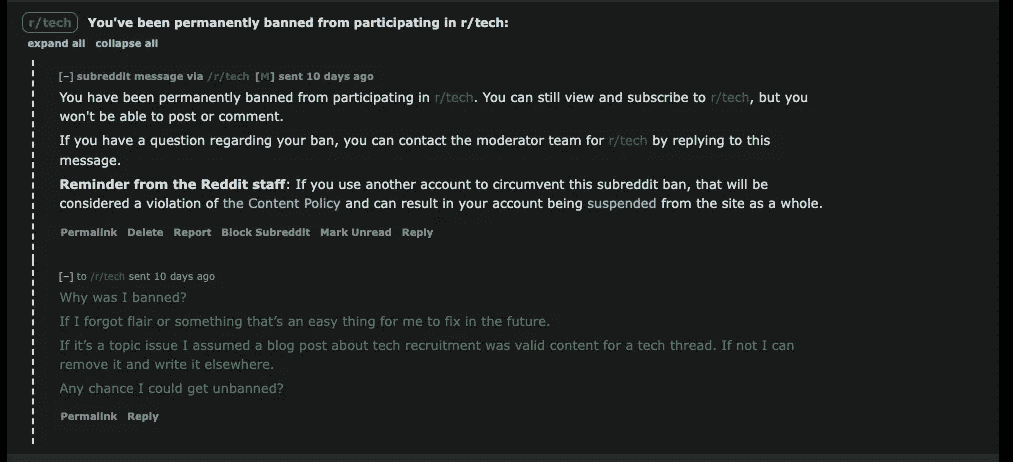 r/tech You've been permanently banned from participating in r/tech:
expand all collapse all
[–] subreddit message via /r/tech [M] sent 10 days ago
You have been permanently banned from participating in r/tech. You can still view and subscribe to r/tech, but you
won't be able to post or comment.
If you have a question regarding your ban, you can contact the moderator team for r/tech by replying to this
message.
Reminder from the Reddit staff: If you use another account to circumvent this subreddit ban, that will be
considered a violation of the Content Policy and can result in your account being suspended from the site as a whole.
Permalink Delete Report Block Subreddit Mark Unread Reply
[–] to /r/tech sent 10 days ago
Why was I banned?
If I forgot flair or something that's an easy thing for me to fix in the future.
If it's a topic issue I assumed a blog post about tech recruitment was valid content for a tech thread. If not I can
remove it and write it elsewhere.
Any chance I could get unbanned?
Permalink Reply